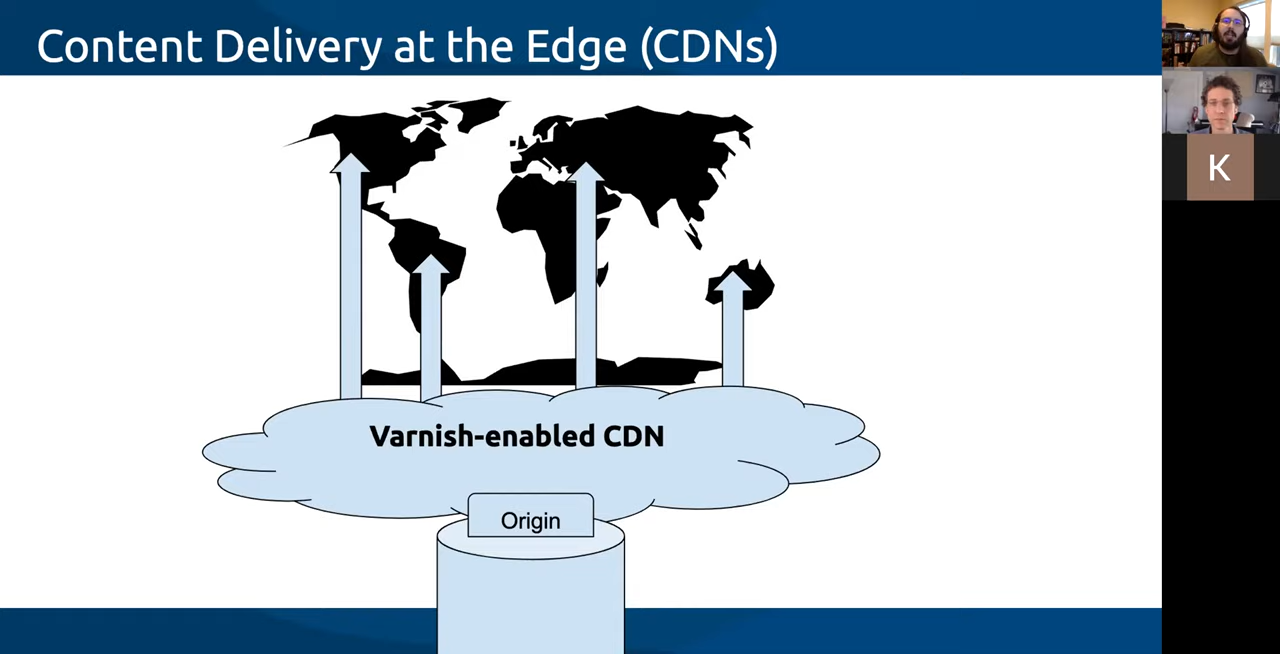 Content Delivery at the Edge (CDNs)
K
Varnish-enabled CDN
Origin